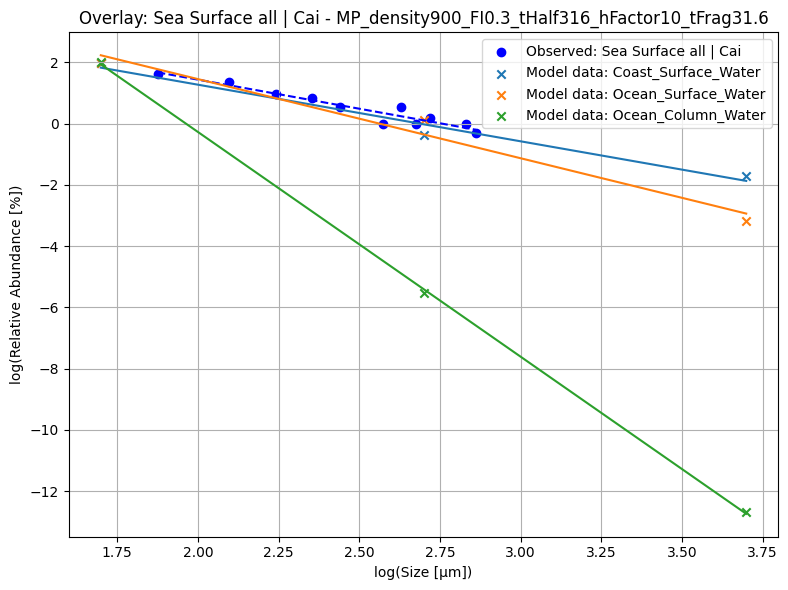 Overlay: Sea Surface all | Cai - MP_density900_FI0.3_tHalf316_hFactor10_tFrag31.6
Observed: Sea Surface all | Cai
Model data: Coast_Surface_Water
Model data: Ocean_Surface_Water
Model data: Ocean_Column_Water
log(Relative Abundance [%])
2
0
−2
−4
−6
−8
−10
−12
1.75 2.00 2.25 2.50 2.75 3.00 3.25 3.50 3.75
log(Size [μm])